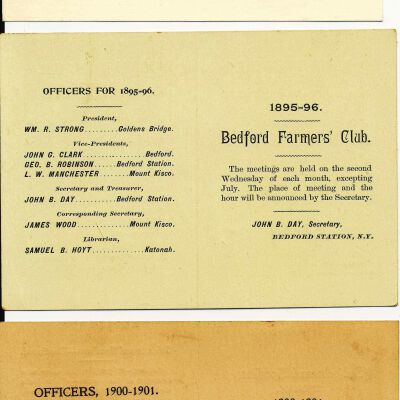 OFFICERS FOR 1895-96.
President,
WM. R. STRONG.........Goldens Bridge.
Vice-Presidents,
JOHN G. CLARK...............Bedford.
GEO. B. ROBINSON.......Bedford Station.
L. W. MANCHESTER........Mount Kisco.
Secretary and Treasurer,
JOHN B. DAY...........Bedford Station.
Corresponding Secretary,
JAMES WOOD............Mount Kisco.
Librarian,
SAMUEL B. HOYT.............Katonah.
1895-96.
Bedford Farmers' Club.
The meetings are held on the second
Wednesday of each month, excepting
July. The place of meeting and the
hour will be announced by the Secretary.
JOHN B. DAY, Secretary,
BEDFORD STATION, N.Y.
OFFICERS, 1900-1901.